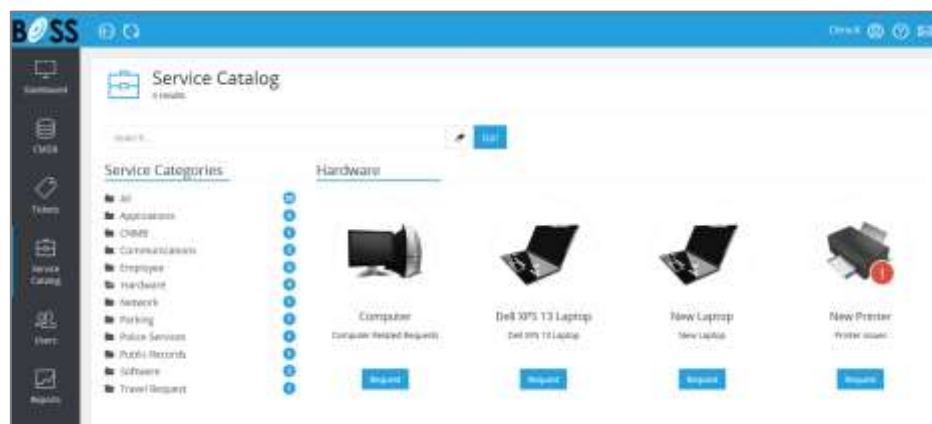 BOSS
Service Catalog
Dashboard
CMDB
Tickets
Service
Catalog
Users
Reports
Search...
Go!
Service Categories
All
Applications
Communications
Employee
Hardware
Network
Parking
Police Services
Public Records
Software
Travel Request
Hardware
Computer
Computer Related Requests
Request
Dell XPS 13 Laptop
Dell XPS 13 Laptop
Request
New Laptop
New Laptop
Request
New Printer
Printer issues
Request